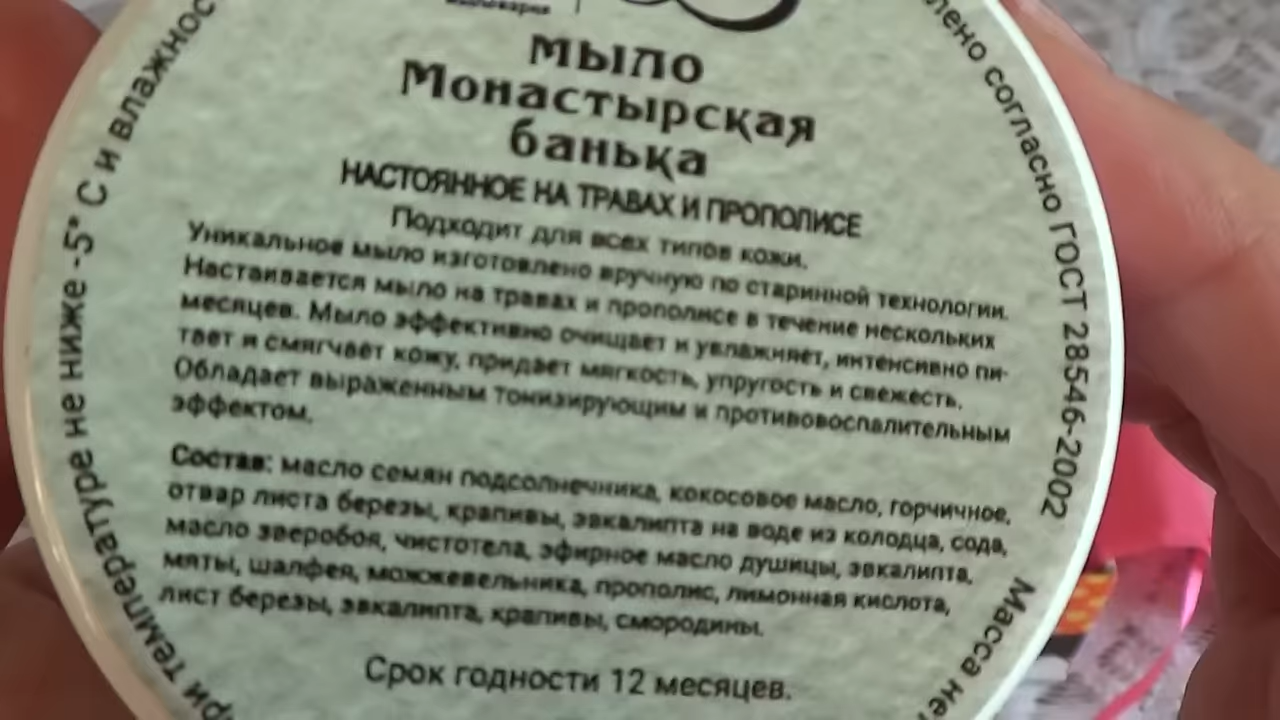 мыло
Монастырская
банька
НАСТОЯННОЕ НА ТРАВАХ И ПРОПОЛИСЕ
Подходит для всех типов кожи.
Уникальное мыло изготовлено вручную по старинной технологии.
Настаивается мыло на травах и прополисе в течение нескольких
месяцев. Мыло эффективно очищает и увлажняет, интенсивно пи-
тает и смягчает кожу, придает мягкость, упругость и свежесть.
Обладает выраженным тонизирующим и противовоспалительным
эффектом.
Состав: масло семян подсолнечника, кокосовое масло, горчичное,
отвар листа березы, крапивы, эвкалипта на воде из колодца, сода,
масло зверобоя, чистотела, эфирное масло душицы, эвкалипта,
мяты, шалфея, можжевельника, прополис, лимонная кислота,
лист березы, эвкалипта, крапивы, смородины.
Срок годности 12 месяцев.
при температуре не ниже -5° С и влажнос
лено согласно ГОСТ 28546-2002
Масса не